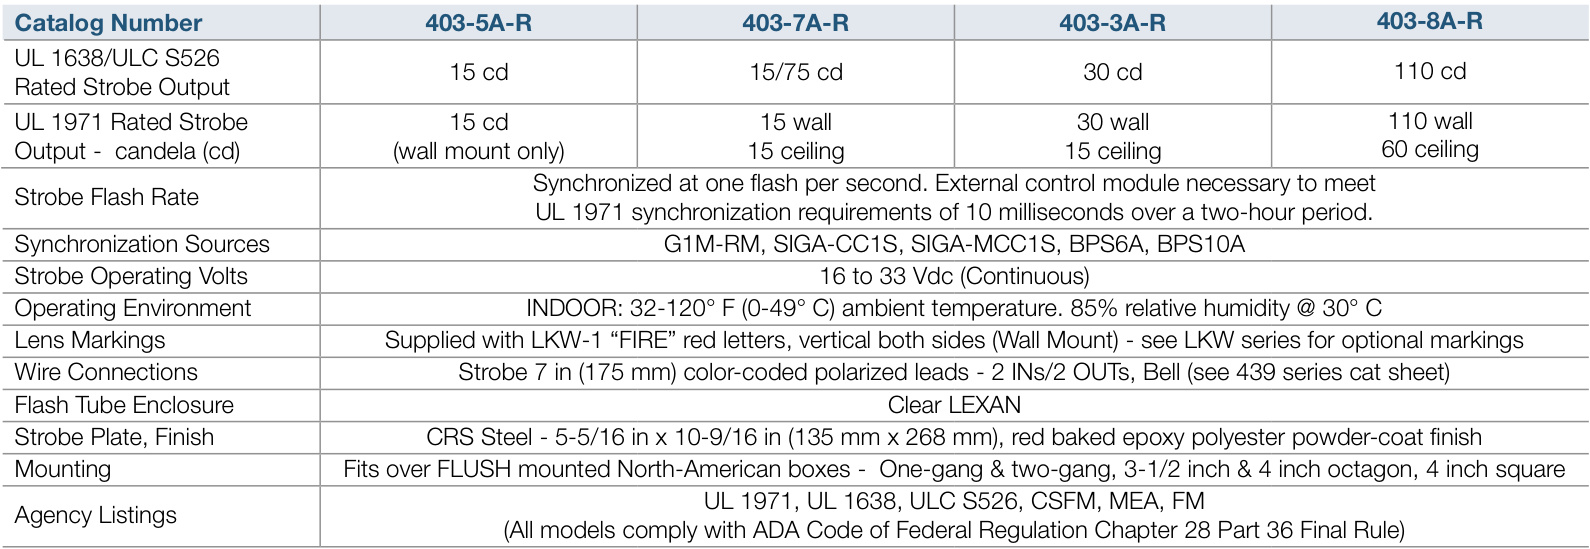 Catalog Number 403-5A-R 403-7A-R 403-3A-R 403-8A-R
UL 1638/ULC S526
Rated Strobe Output 15 cd 15/75 cd 30 cd 110 cd
UL 1971 Rated Strobe 15 cd 15 wall 30 wall 110 wall
Output - candela (cd) (wall mount only) 15 ceiling 15 ceiling 60 ceiling
Strobe Flash Rate Synchronized at one flash per second. External control module necessary to meet
UL 1971 synchronization requirements of 10 milliseconds over a two-hour period.
Synchronization Sources G1M-RM, SIGA-CC1S, SIGA-MCC1S, BPS6A, BPS10A
Strobe Operating Volts 16 to 33 Vdc (Continuous)
Operating Environment INDOOR: 32-120° F (0-49° C) ambient temperature. 85% relative humidity @ 30° C
Lens Markings Supplied with LKW-1 “FIRE” red letters, vertical both sides (Wall Mount) - see LKW series for optional markings
Wire Connections Strobe 7 in (175 mm) color-coded polarized leads - 2 INs/2 OUTs, Bell (see 439 series cat sheet)
Flash Tube Enclosure Clear LEXAN
Strobe Plate, Finish CRS Steel - 5-5/16 in x 10-9/16 in (135 mm x 268 mm), red baked epoxy polyester powder-coat finish
Mounting Fits over FLUSH mounted North-American boxes - One-gang & two-gang, 3-1/2 inch & 4 inch octagon, 4 inch square
Agency Listings UL 1971, UL 1638, ULC S526, CSFM, MEA, FM
(All models comply with ADA Code of Federal Regulation Chapter 28 Part 36 Final Rule)